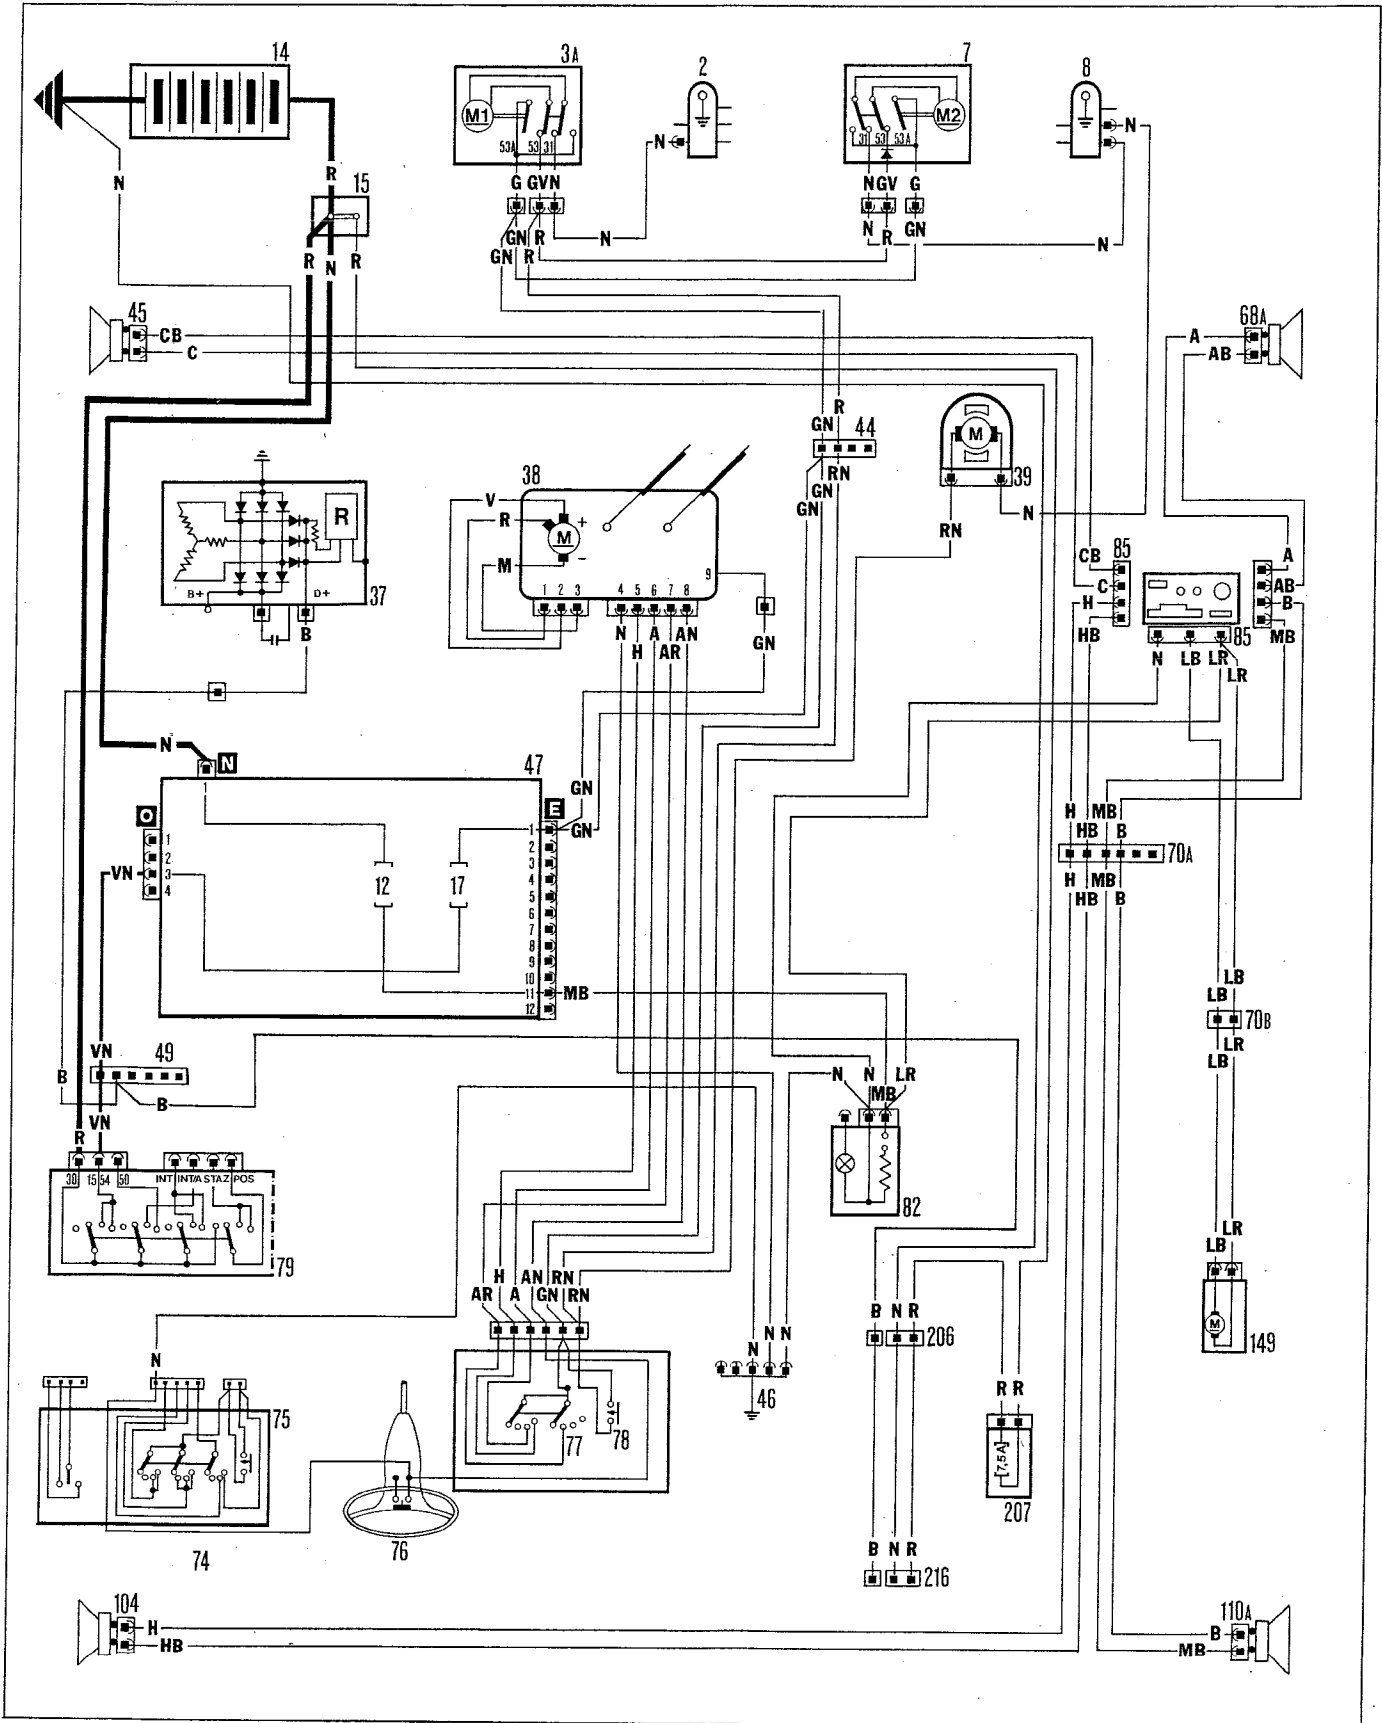 14
3A
2
7
8
M1
53A 53 31
N
M2
31 53 53A
N
R
15
N
G GV N
N GV G
R N R
GN R
N
GN R
N R GN
N
45
CB
C
68A
A
AB
R
GN
44
M
39
38
V
R
M
M
+
-
9
RN
GN
GN
N
RN
R
B+
D+
37
B
1 2 3
4 5 6 7 8
N H A AR AN
GN
CB
C
H
HB
85
A
AB
B
MB
85
N LB LR
LR
N
N
47
O
E
1
GN
GN
1
2
3
4
VN
12
17
1
2
3
4
5
6
7
8
9
10
11
12
MB
H HB MB B
70A
H HB MB B
LB
LB
70B
LR
LB
VN
49
B
B
VN
R
N N LR
MB
82
30 15 54 50
INT INT/A STAZ POS
79
AR H A AN GN RN RN
N
N N N
46
B N R
206
LR
LB
M
149
75
77
78
R R
[7,5A]
207
74
76
B N R
216
104
H
HB
110A
B
MB